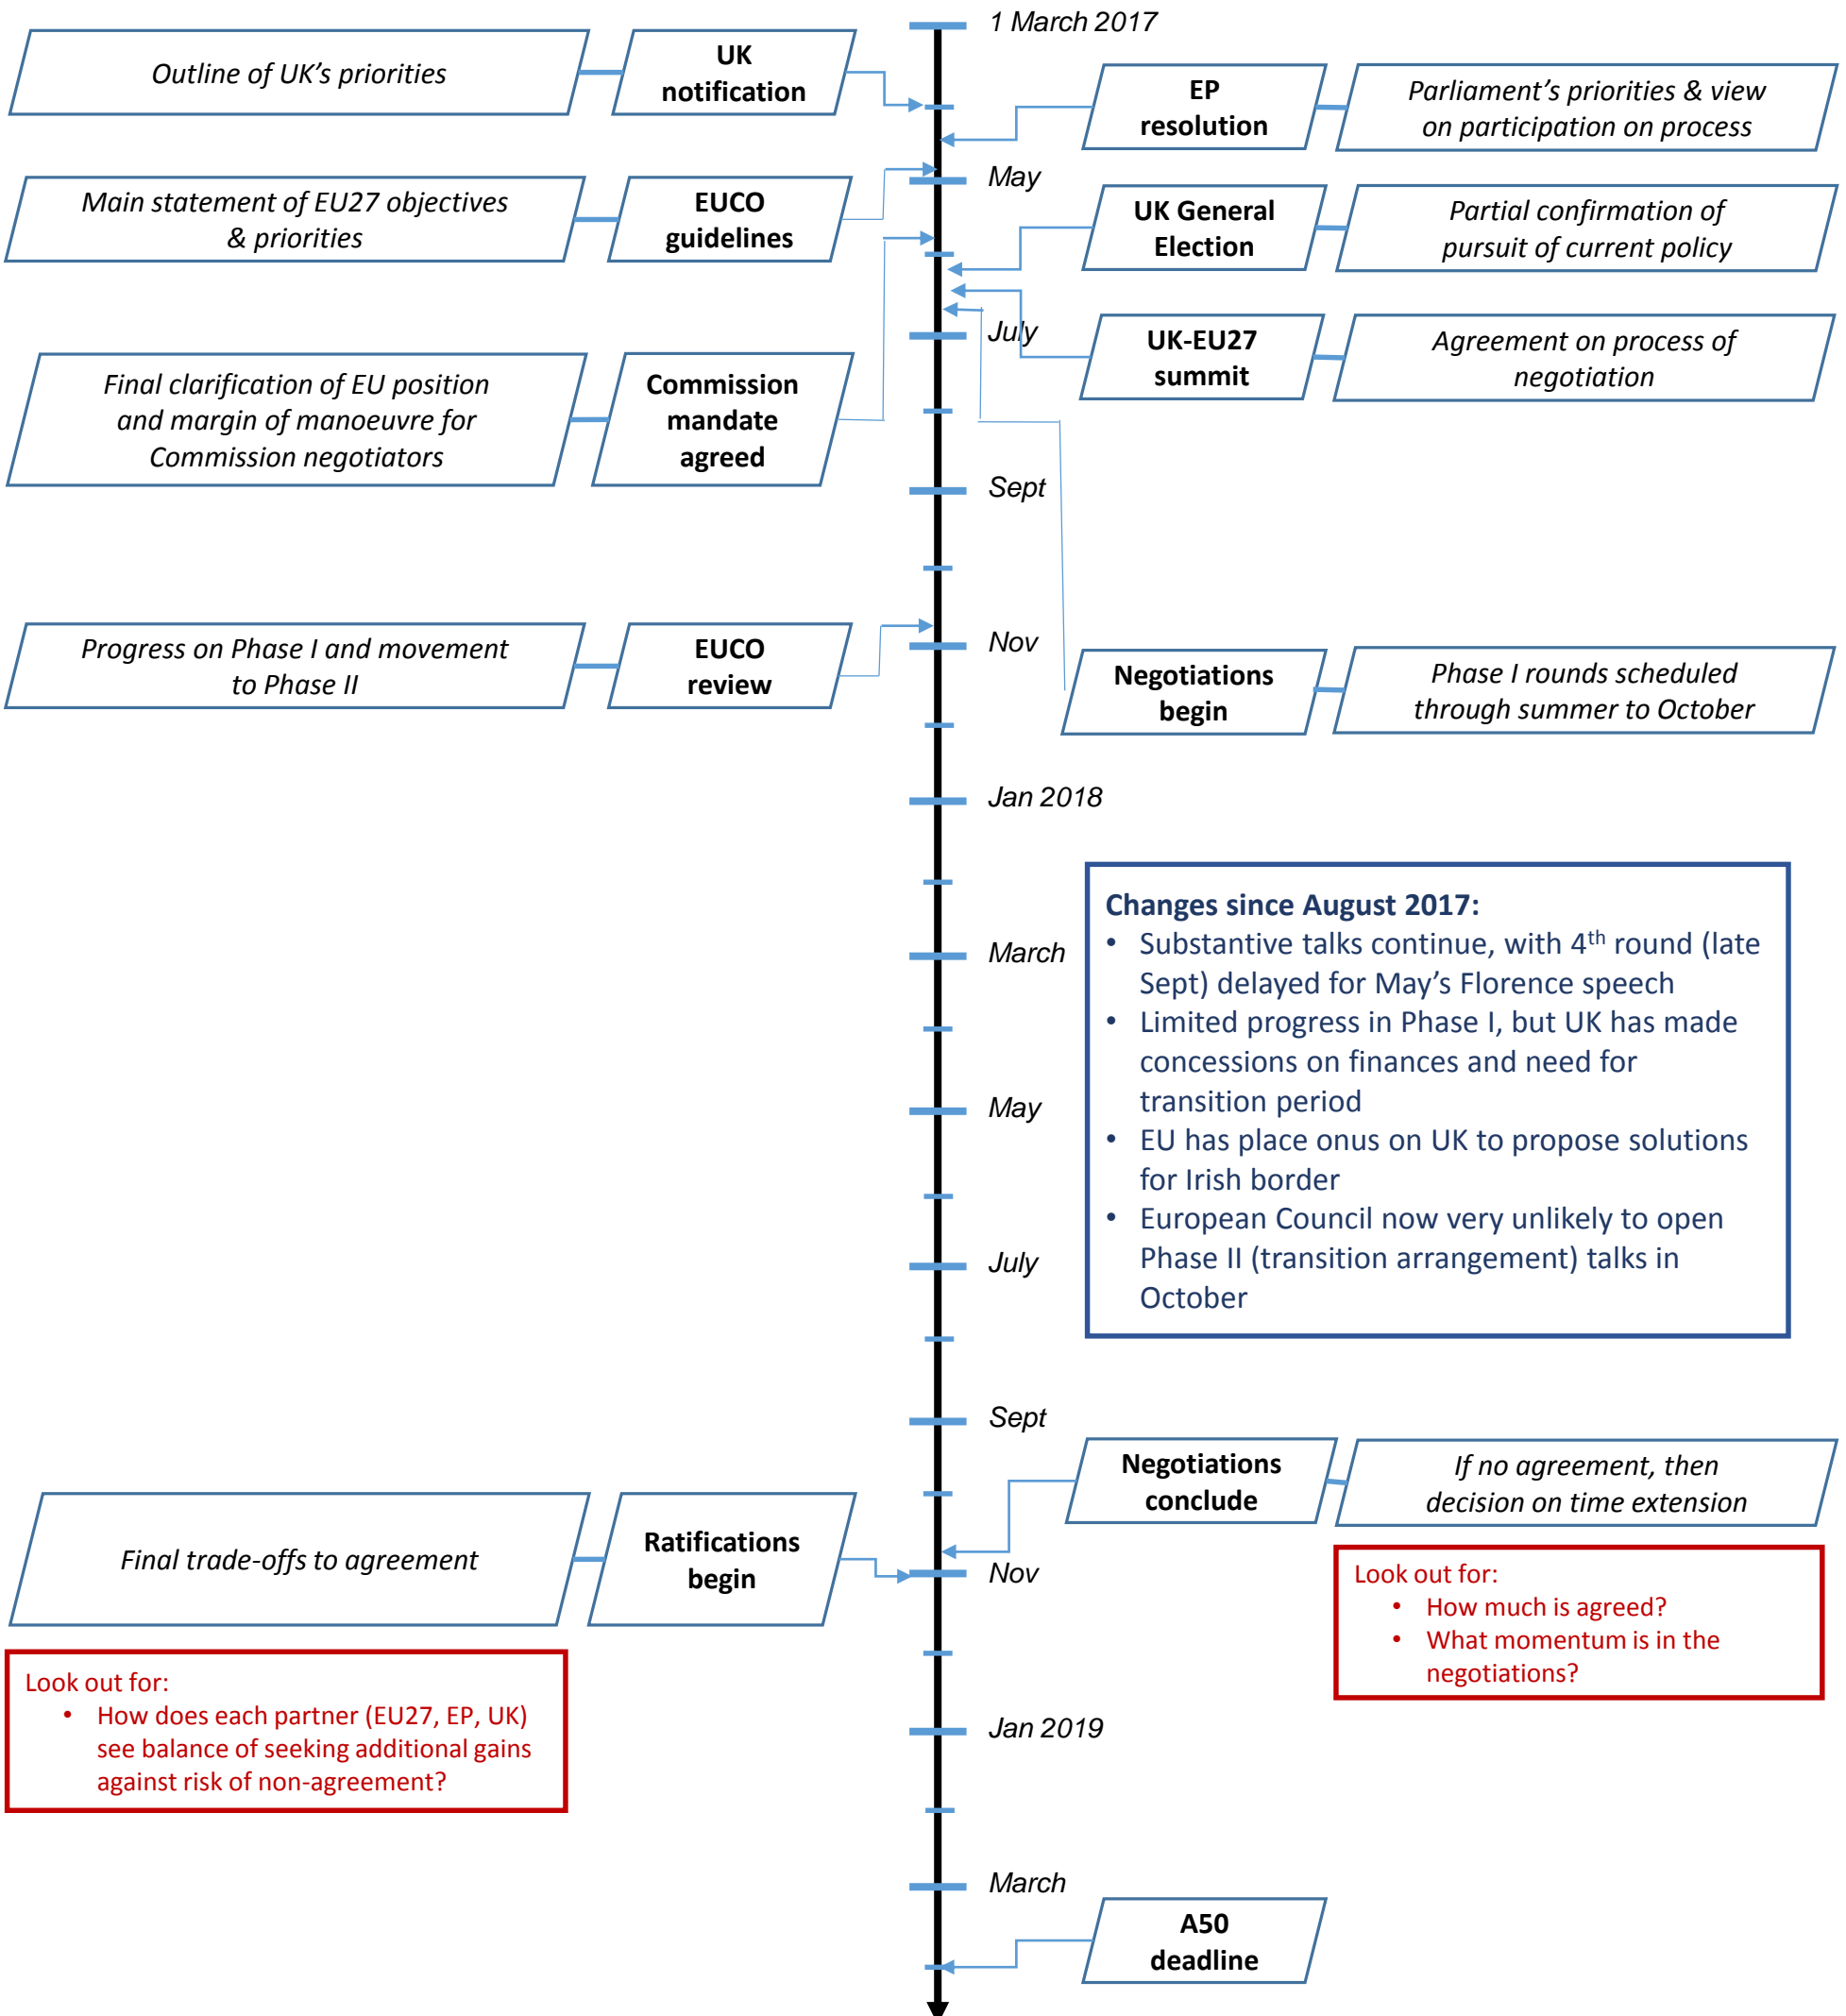 1 March 2017
Outline of UK's priorities
UK
notification
EP
resolution
Parliament's priorities & view
on participation on process
May
Main statement of EU27 objectives
& priorities
EUCO
guidelines
UK General
Election
Partial confirmation of
pursuit of current policy
July
UK-EU27
summit
Agreement on process of
negotiation
Final clarification of EU position
and margin of manoeuvre for
Commission negotiators
Commission
mandate
agreed
Sept
Progress on Phase I and movement
to Phase II
EUCO
review
Nov
Negotiations
begin
Phase I rounds scheduled
through summer to October
Jan 2018
Changes since August 2017:
• Substantive talks continue, with 4th round (late
Sept) delayed for May's Florence speech
• Limited progress in Phase I, but UK has made
concessions on finances and need for
transition period
• EU has place onus on UK to propose solutions
for Irish border
• European Council now very unlikely to open
Phase II (transition arrangement) talks in
October
March
May
July
Sept
Negotiations
conclude
If no agreement, then
decision on time extension
Final trade-offs to agreement
Ratifications
begin
Nov
Look out for:
• How much is agreed?
• What momentum is in the
negotiations?
Look out for:
• How does each partner (EU27, EP, UK)
see balance of seeking additional gains
against risk of non-agreement?
Jan 2019
March
A50
deadline